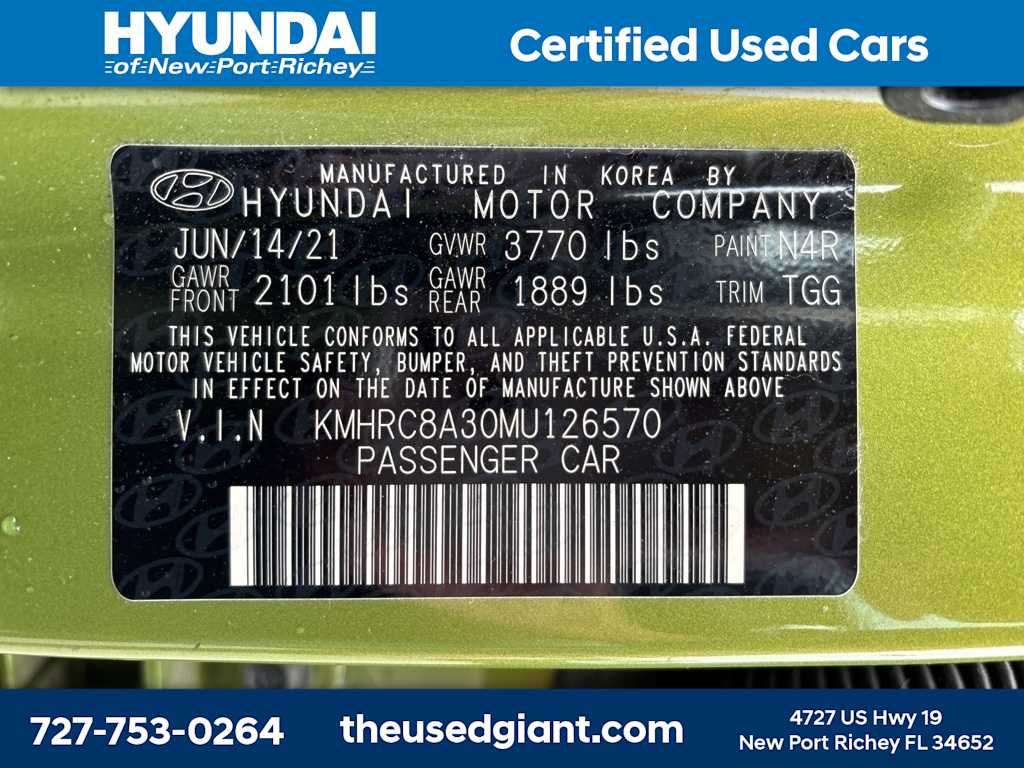 HYUNDAI
of New Port Richey
Certified Used Cars
MANUFACTURED IN KOREA BY
HYUNDAI MOTOR COMPANY
JUN/14/21 GVWR 3770 lbs PAINT N4R
GAWR FRONT 2101 lbs GAWR REAR 1889 lbs TRIM TGG
THIS VEHICLE CONFORMS TO ALL APPLICABLE U.S.A. FEDERAL
MOTOR VEHICLE SAFETY, BUMPER, AND THEFT PREVENTION STANDARDS
IN EFFECT ON THE DATE OF MANUFACTURE SHOWN ABOVE
V.I.N KMHRC8A30MU126570
PASSENGER CAR
727-753-0264
theusedgiant.com
4727 US Hwy 19
New Port Richey FL 34652